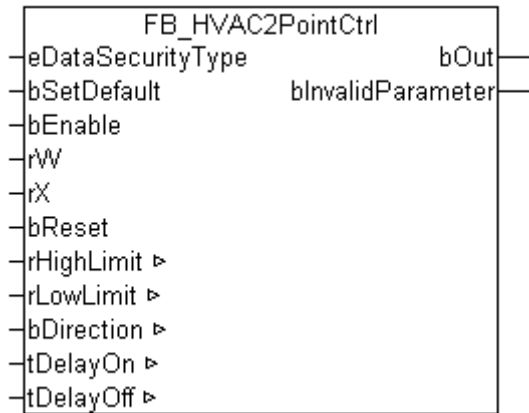 FB_HVAC2PointCtrl
eDataSecurityType bOut
bSetDefault bInvalidParameter
bEnable
rW
rX
bReset
rHighLimit
rLowLimit
bDirection
tDelayOn
tDelayOff